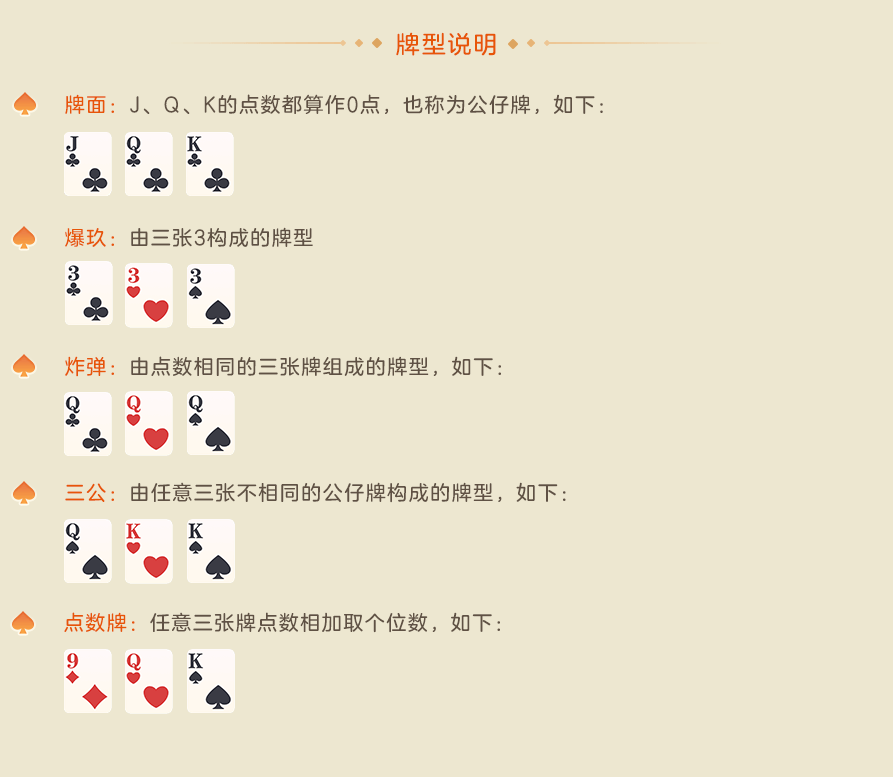 牌型说明
牌面：J、Q、K的点数都算作0点，也称为公仔牌，如下：
J Q K
爆玖：由三张3构成的牌型
3 3 3
炸弹：由点数相同的三张牌组成的牌型，如下：
Q Q Q
三公：由任意三张不相同的公仔牌构成的牌型，如下：
Q K K
点数牌：任意三张牌点数相加取个位数，如下：
9 Q K